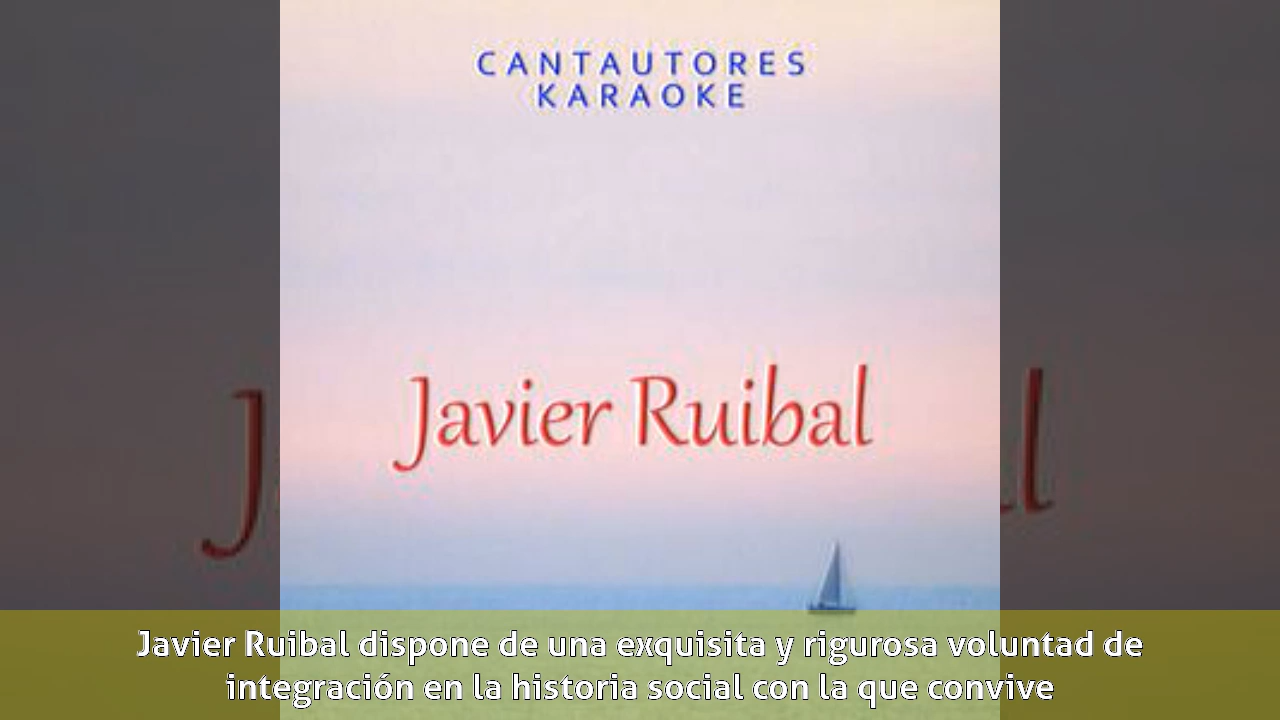 CANTAUTORES
KARAOKE
Javier Ruibal
Javier Ruibal dispone de una exquisita y rigurosa voluntad de
integración en la historia social con la que convive